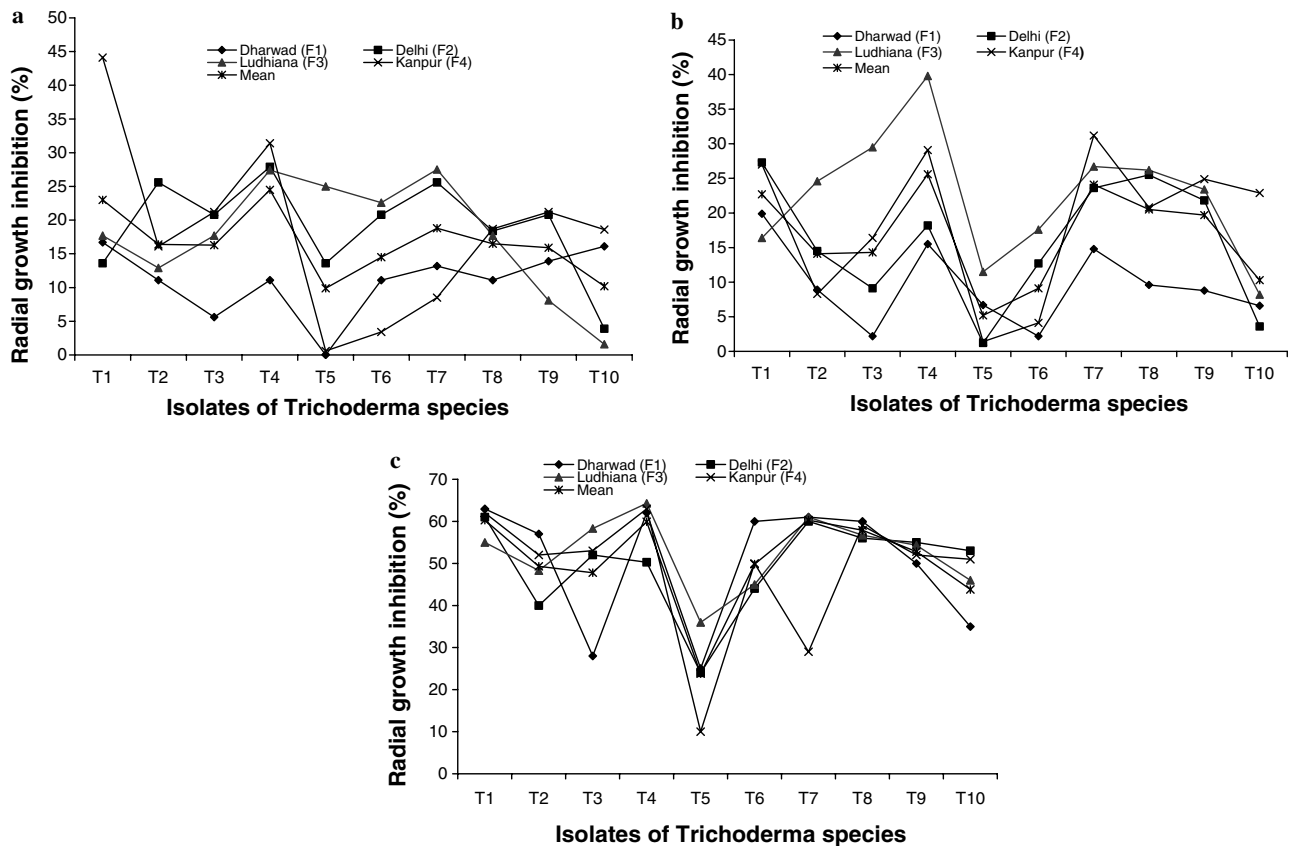 a
50
45
40
35
30
25
20
15
10
5
0
Radial growth inhibition (%)
Dharwad (F1) Delhi (F2)
Ludhiana (F3) Kanpur (F4)
Mean
T1 T2 T3 T4 T5 T6 T7 T8 T9 T10
Isolates of Trichoderma species
b
45
40
35
30
25
20
15
10
5
0
Radial growth inhibition (%)
Dharwad (F1) Delhi (F2)
Ludhiana (F3) Kanpur (F4)
Mean
T1 T2 T3 T4 T5 T6 T7 T8 T9 T10
Isolates of Trichoderma species
c
70
60
50
40
30
20
10
0
Radial growth inhibition (%)
Dharwad (F1) Delhi (F2)
Ludhiana (F3) Kanpur (F4)
Mean
T1 T2 T3 T4 T5 T6 T7 T8 T9 T10
Isolates of Trichoderma species